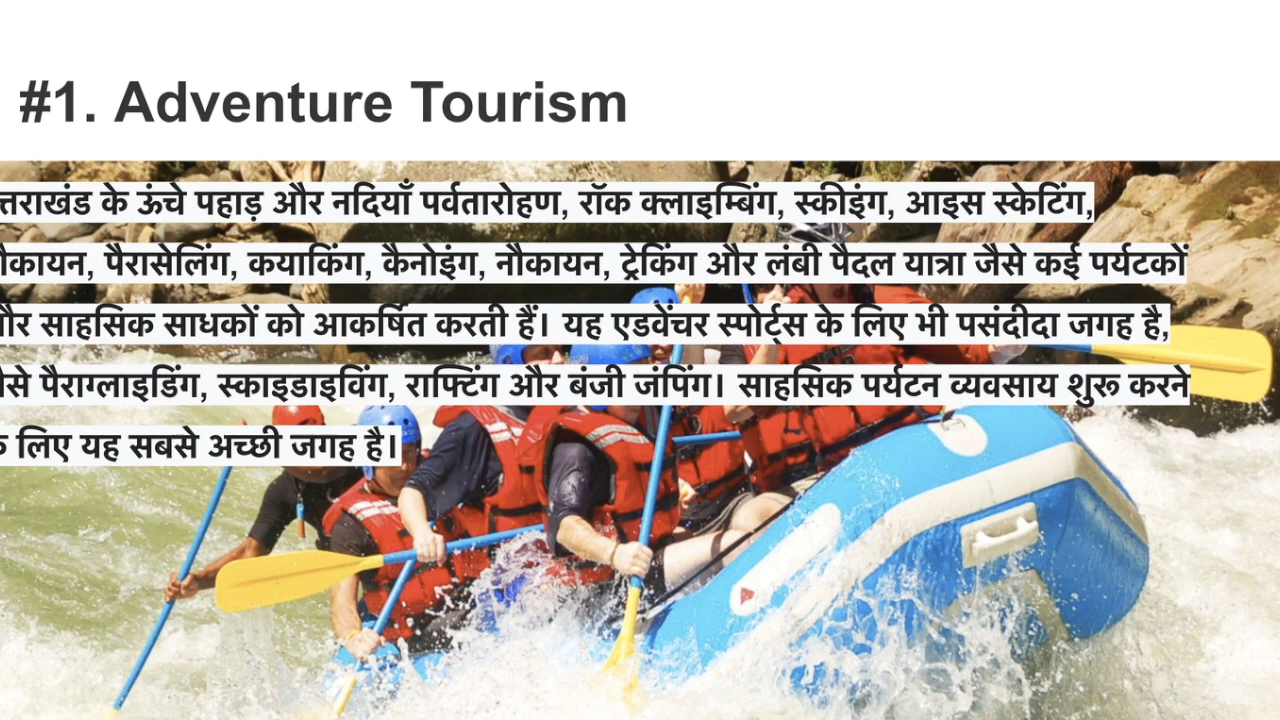 #1. Adventure Tourism
त्तराखंड के ऊंचे पहाड़ और नदियाँ पर्वतारोहण, रॉक क्लाइम्बिंग, स्कीइंग, आइस स्केटिंग,
ौकायन, पैरासेलिंग, कयाकिंग, कैनोइंग, नौकायन, ट्रेकिंग और लंबी पैदल यात्रा जैसे कई पर्यटकों
और साहसिक साधकों को आकर्षित करती हैं। यह एडवेंचर स्पोर्ट्स के लिए भी पसंदीदा जगह है,
ैसे पैराग्लाइडिंग, स्काइडाइविंग, राफ्टिंग और बंजी जंपिंग। साहसिक पर्यटन व्यवसाय शुरू करने
के लिए यह सबसे अच्छी जगह है।